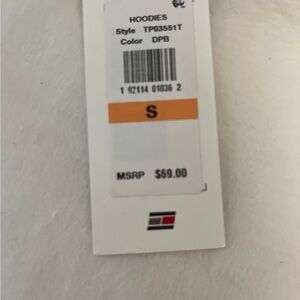 HOODIES
Style TP03551T
Color DPB
1 92114 01036 2
S
MSRP $69.00